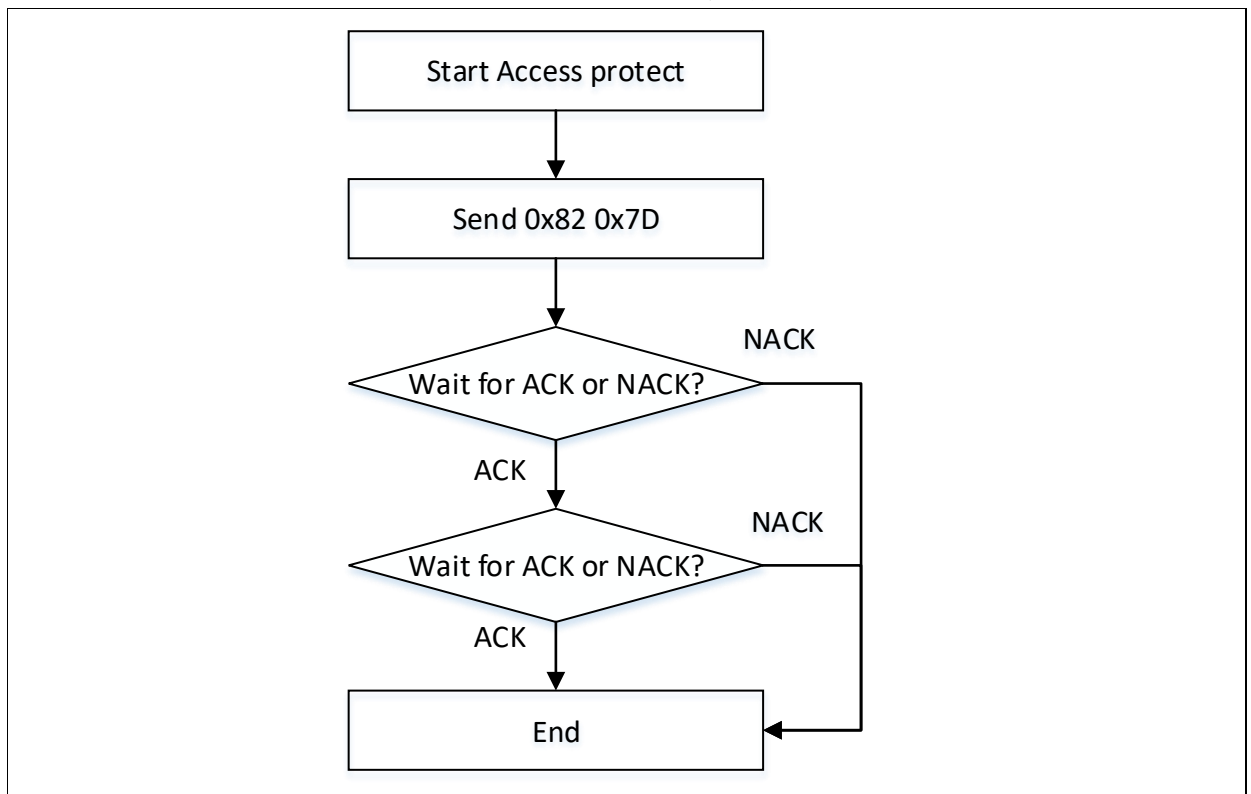 Start Access protect
Send 0x82 0x7D
NACK
Wait for ACK or NACK?
ACK
NACK
Wait for ACK or NACK?
ACK
End